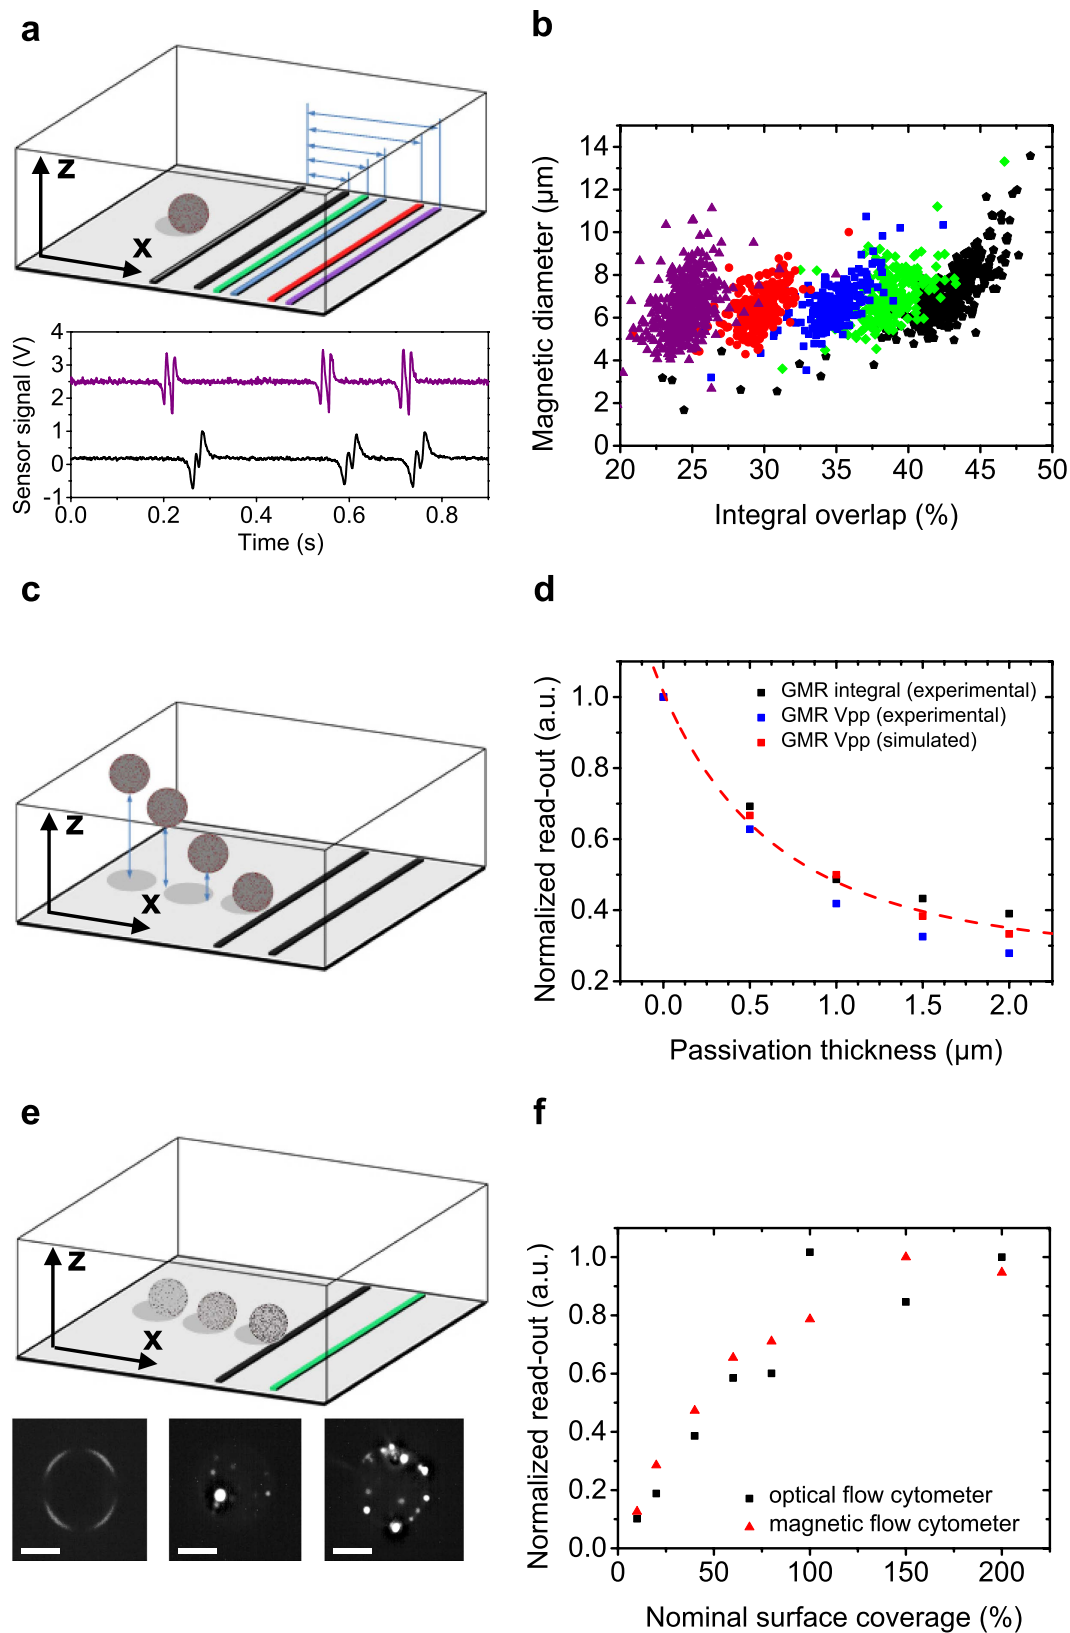 a
z
x
Sensor signal (V)
4
3
2
1
0
-1
0.0 0.2 0.4 0.6 0.8
Time (s)
b
Magnetic diameter (µm)
14
12
10
8
6
4
2
0
20 25 30 35 40 45 50
Integral overlap (%)
c
z
x
d
Normalized read-out (a.u.)
1.0
0.8
0.6
0.4
0.2
GMR integral (experimental)
GMR Vpp (experimental)
GMR Vpp (simulated)
0.0 0.5 1.0 1.5 2.0
Passivation thickness (µm)
e
z
x
f
Normalized read-out (a.u.)
1.0
0.8
0.6
0.4
0.2
0.0
optical flow cytometer
magnetic flow cytometer
0 50 100 150 200
Nominal surface coverage (%)